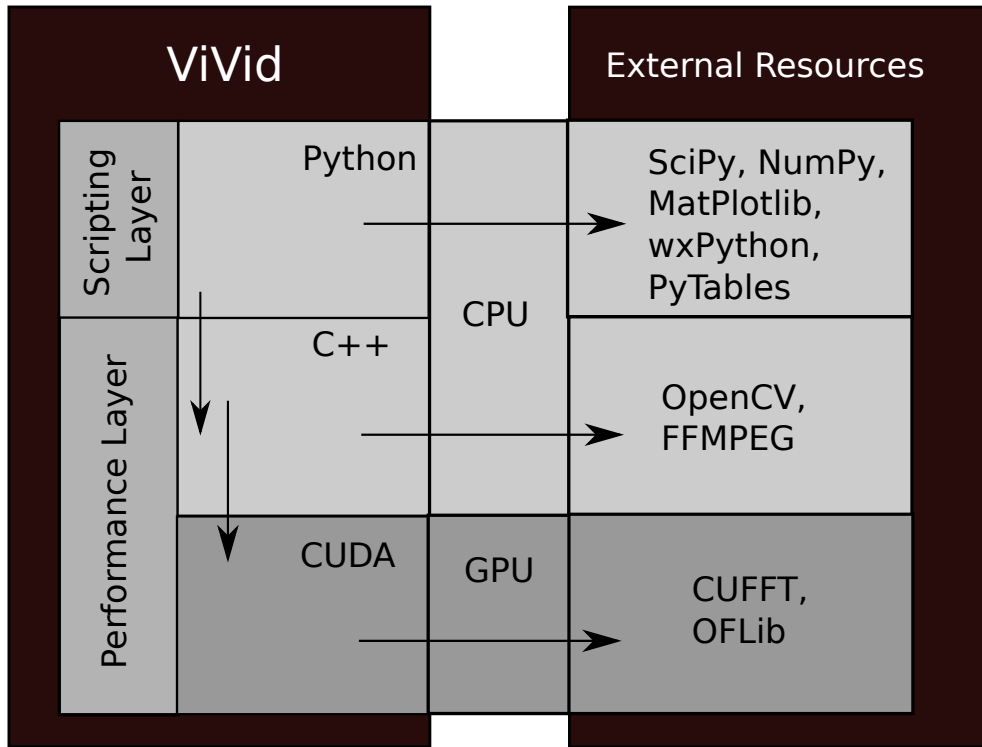 ViVid
External Resources
Scripting
Layer
Python
SciPy, NumPy,
MatPlotlib,
wxPython,
PyTables
CPU
Performance Layer
C++
OpenCV,
FFMPEG
CUDA
GPU
CUFFT,
OFLib